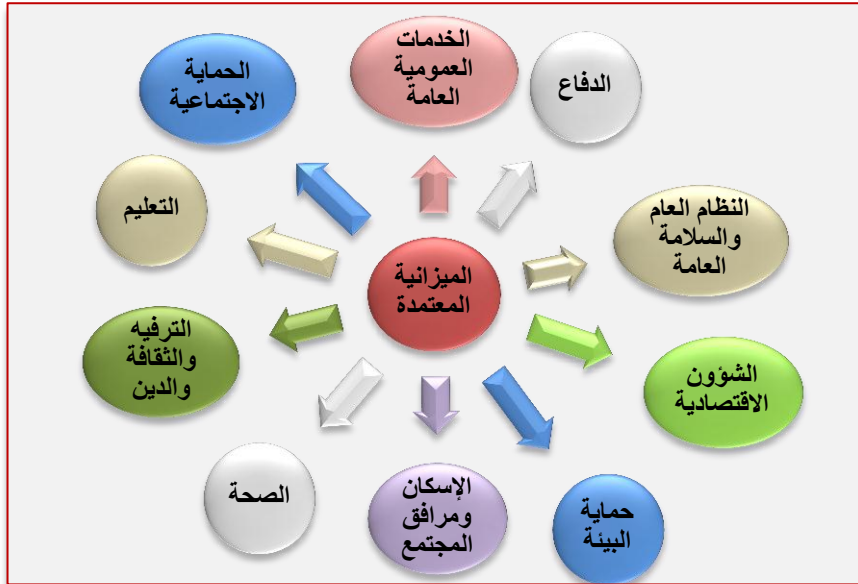 الخدمات
العمومية
العامة
الدفاع
الحماية
الاجتماعية
التعليم
النظام العام
والسلامة
العامة
الميزانية
المعتمدة
الترفيه
والثقافة
والدين
الشؤون
الاقتصادية
الصحة
الإسكان
ومرافق
المجتمع
حماية
البيئة